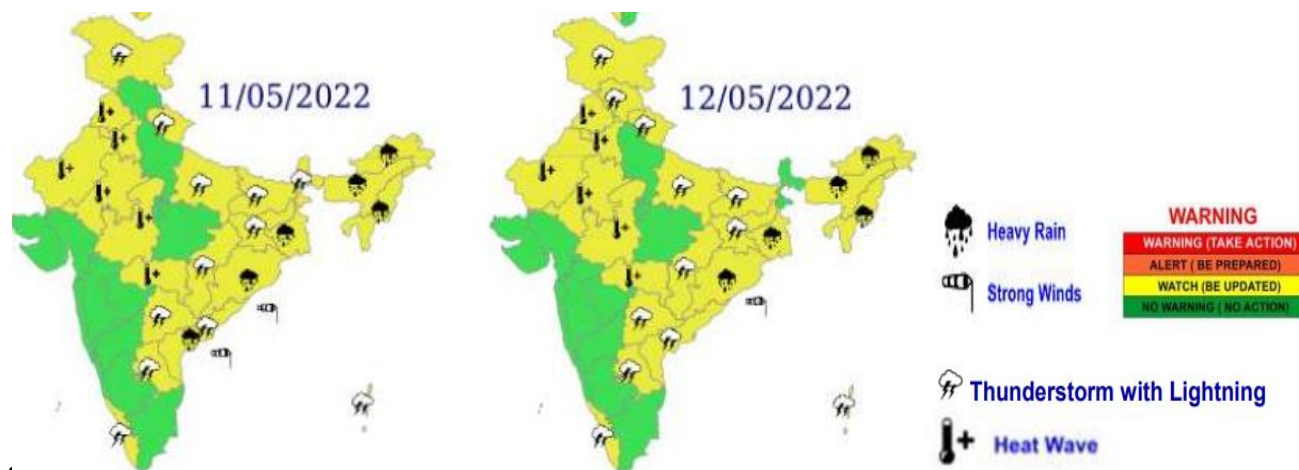 11/05/2022
12/05/2022
Heavy Rain
Strong Winds
Thunderstorm with Lightning
Heat Wave
WARNING
WARNING (TAKE ACTION)
ALERT ( BE PREPARED)
WATCH (BE UPDATED)
NO WARNING ( NO ACTION)